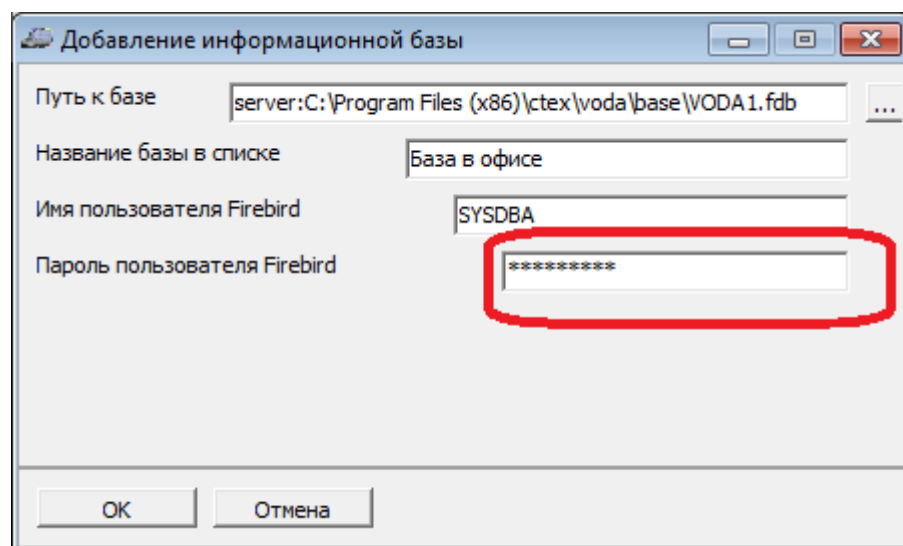 Добавление информационной базы
Путь к базе server:C:\Program Files (x86)\ctex\voda\base\VODA1.fdb ...
Название базы в списке База в офисе
Имя пользователя Firebird SYSDBA
Пароль пользователя Firebird *********
OK Отмена